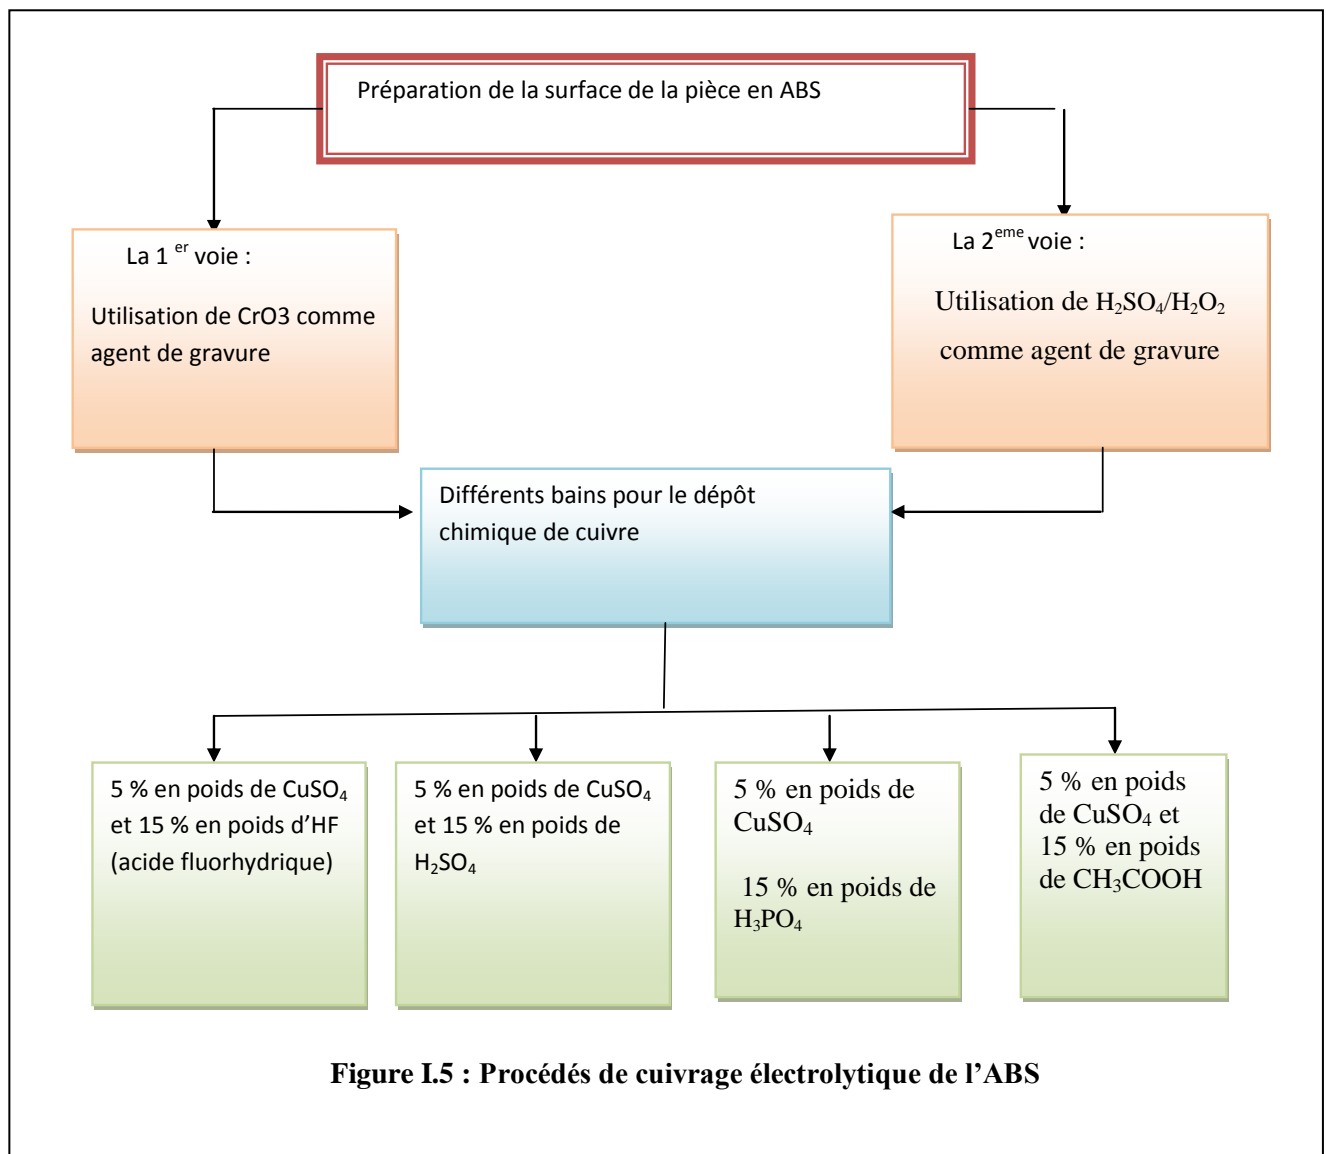 Préparation de la surface de la pièce en ABS
La 1 er voie :
Utilisation de CrO3 comme
agent de gravure
La 2eme voie :
Utilisation de H₂SO₄/H₂O₂
comme agent de gravure
Différents bains pour le dépôt
chimique de cuivre
5 % en poids de CuSO₄
et 15 % en poids d’HF
(acide fluorhydrique)
5 % en poids de CuSO₄
et 15 % en poids de
H₂SO₄
5 % en poids de
CuSO₄
15 % en poids de
H₃PO₄
5 % en poids
de CuSO₄ et
15 % en poids
de CH₃COOH
Figure I.5 : Procédés de cuivrage électrolytique de l’ABS